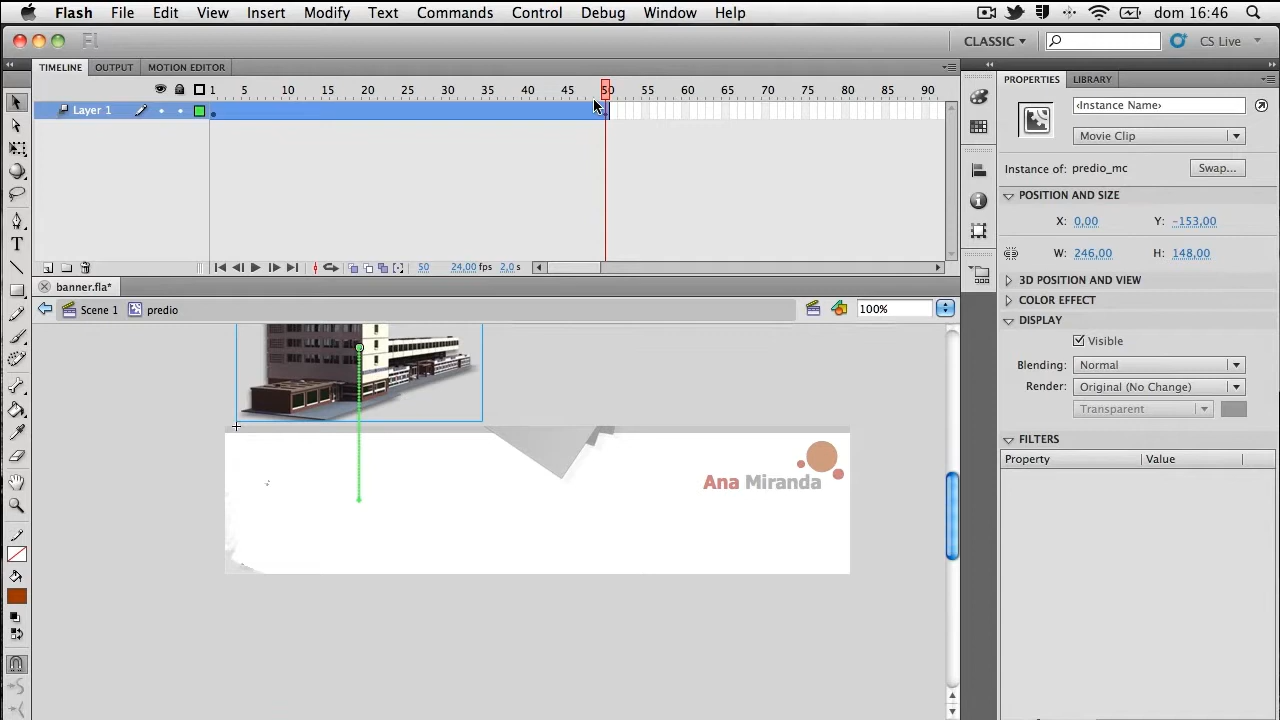 Flash File Edit View Insert Modify Text Commands Control Debug Window Help dom 16:46
Fl CLASSIC CS Live
TIMELINE OUTPUT MOTION EDITOR
1 5 10 15 20 25 30 35 40 45 50 55 60 65 70 75 80 85 90
Layer 1
50 24,00 fps 2,0 s
banner.fla*
Scene 1 predio 100%
Ana Miranda
PROPERTIES LIBRARY
<Instance Name>
Movie Clip
Instance of: predio_mc Swap...
POSITION AND SIZE
X: 0,00 Y: -153,00
W: 246,00 H: 148,00
3D POSITION AND VIEW
COLOR EFFECT
DISPLAY
Visible
Blending: Normal
Render: Original (No Change)
Transparent
FILTERS
Property Value